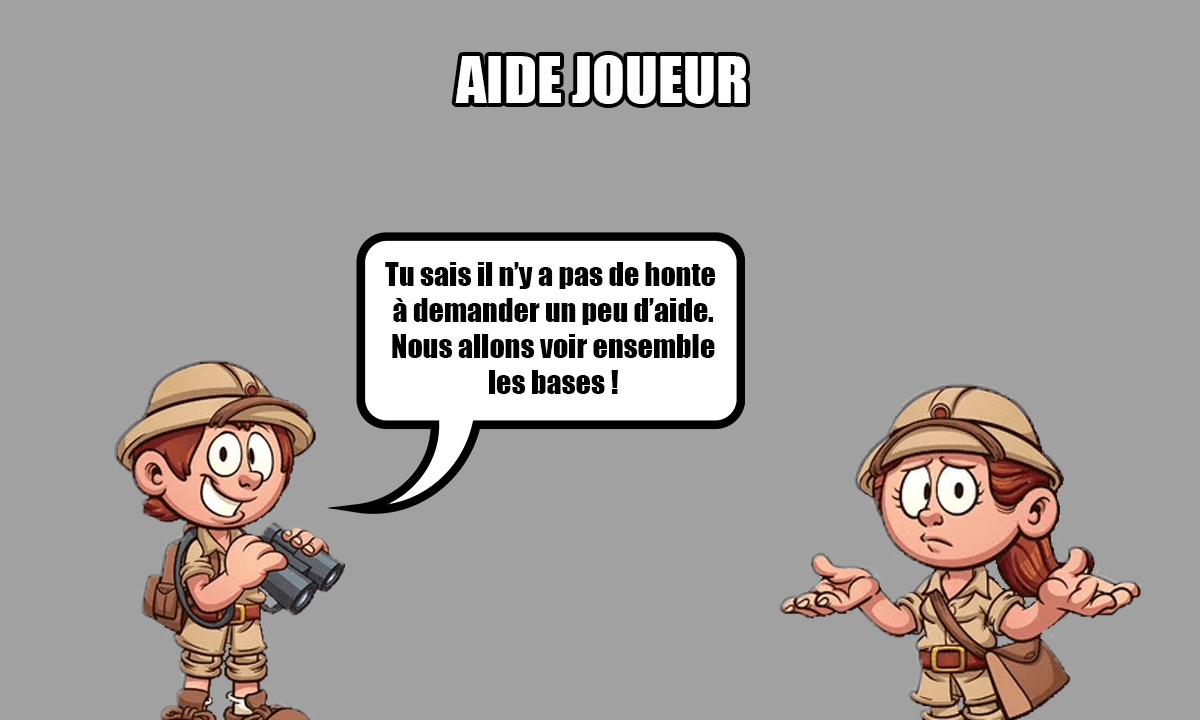 AIDE JOUEUR
Tu sais il n’y a pas de honte
à demander un peu d’aide.
Nous allons voir ensemble
les bases !